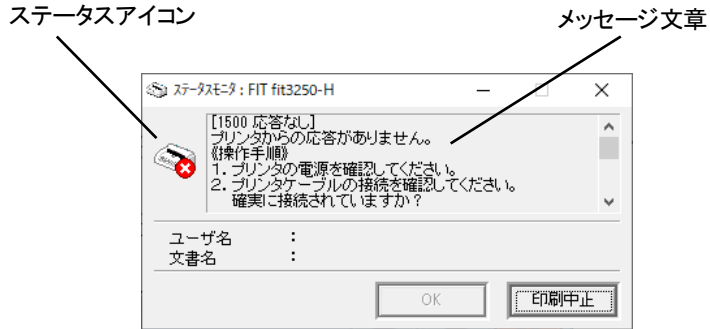 ステータスアイコン
メッセージ文章
ｽﾃｰﾀｽﾓﾆﾀ : FIT fit3250-H
[1500 応答なし]
プリンタからの応答がありません。
《操作手順》
1. プリンタの電源を確認してください。
2. プリンタケーブルの接続を確認してください。
確実に接続されていますか？
ユーザ名 :
文書名 :
OK
印刷中止